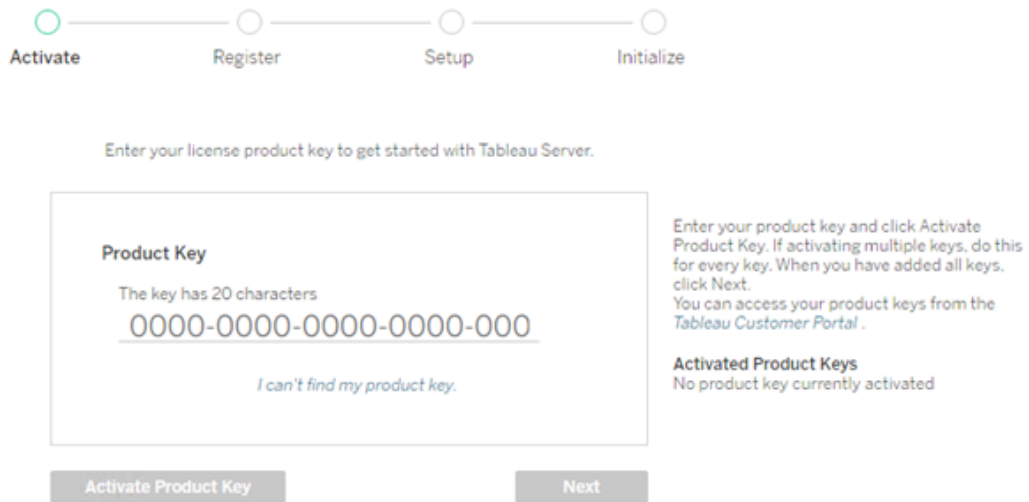 Activate
Register
Setup
Initialize
Enter your license product key to get started with Tableau Server.
Product Key
The key has 20 characters
0000-0000-0000-0000-000
I can't find my product key.
Enter your product key and click Activate
Product Key. If activating multiple keys, do this
for every key. When you have added all keys,
click Next.
You can access your product keys from the
Tableau Customer Portal .
Activated Product Keys
No product key currently activated
Activate Product Key
Next